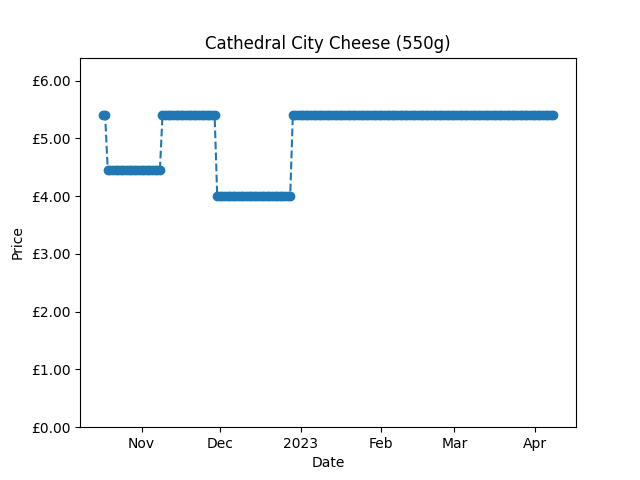 Cathedral City Cheese (550g)
£6.00
£5.00
£4.00
£3.00
£2.00
£1.00
£0.00
Price
Nov Dec 2023 Feb Mar Apr
Date